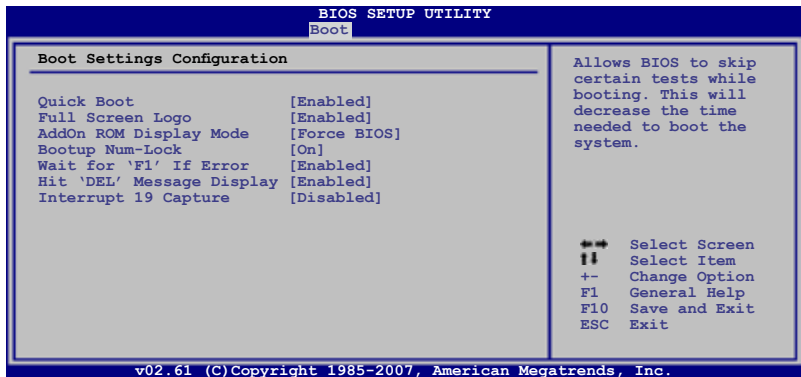 BIOS SETUP UTILITY
Boot
Boot Settings Configuration
Quick Boot [Enabled]
Full Screen Logo [Enabled]
AddOn ROM Display Mode [Force BIOS]
Bootup Num-Lock [On]
Wait for ‘F1’ If Error [Enabled]
Hit ‘DEL’ Message Display [Enabled]
Interrupt 19 Capture [Disabled]
Allows BIOS to skip
certain tests while
booting. This will
decrease the time
needed to boot the
system.
←→ Select Screen
↑↓ Select Item
+- Change Option
F1 General Help
F10 Save and Exit
ESC Exit
v02.61 (C)Copyright 1985-2007, American Megatrends, Inc.